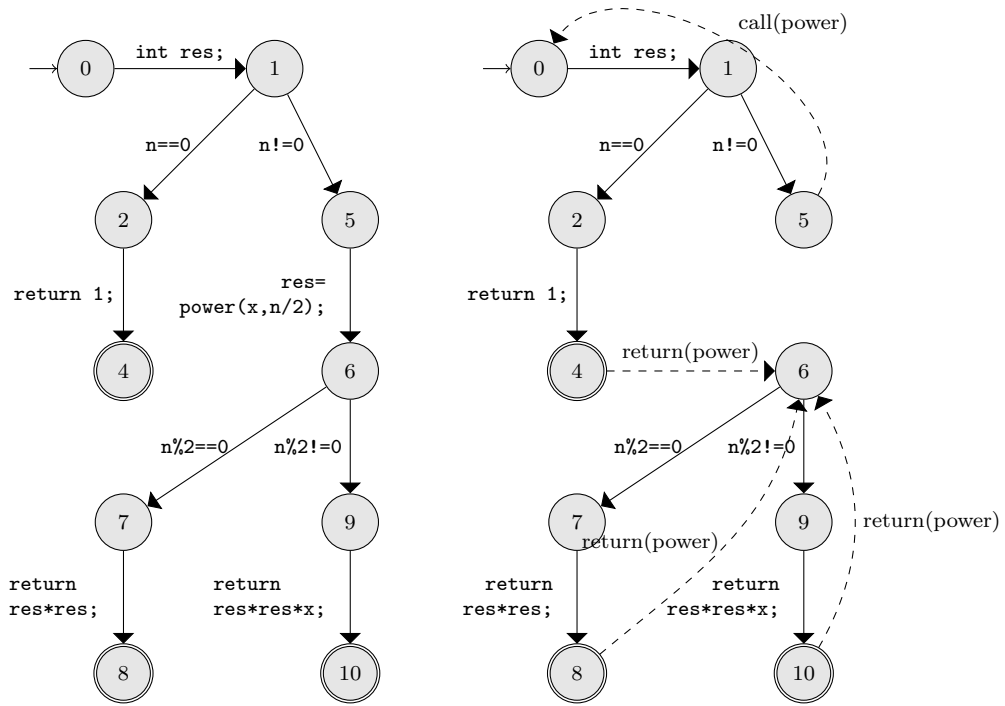 0
int res;
1
n==0
n!=0
2
5
return 1;
res=
power(x,n/2);
4
6
n%2==0
n%2!=0
7
9
return
res*res;
return
res*res*x;
8
10
call(power)
0
int res;
1
n==0
n!=0
2
5
return 1;
return(power)
4
6
n%2==0
n%2!=0
7
9
return(power)
return(power)
return
res*res;
return
res*res*x;
8
10